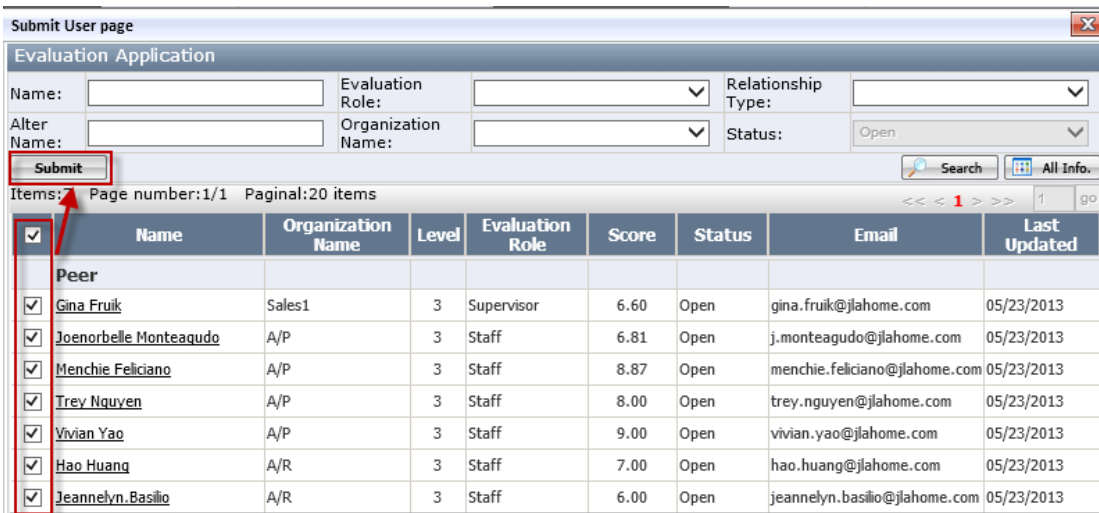 Submit User page
Evaluation Application
Name: Evaluation Role: Relationship Type:
Alter Name: Organization Name: Status: Open
Submit Search All Info.
Items:7 Page number:1/1 Paginal:20 items << < 1 > >> 1 go
Name Organization Name Level Evaluation Role Score Status Email Last Updated
Peer
Gina Fruik Sales1 3 Supervisor 6.60 Open gina.fruik@jlahome.com 05/23/2013
Joenorbelle Monteagudo A/P 3 Staff 6.81 Open j.monteagudo@jlahome.com 05/23/2013
Menchie Feliciano A/P 3 Staff 8.87 Open menchie.feliciano@jlahome.com 05/23/2013
Trey Nguyen A/P 3 Staff 8.00 Open trey.nguyen@jlahome.com 05/23/2013
Vivian Yao A/P 3 Staff 9.00 Open vivian.yao@jlahome.com 05/23/2013
Hao Huang A/R 3 Staff 7.00 Open hao.huang@jlahome.com 05/23/2013
Jeannelyn.Basilio A/R 3 Staff 6.00 Open jeannelyn.basilio@jlahome.com 05/23/2013